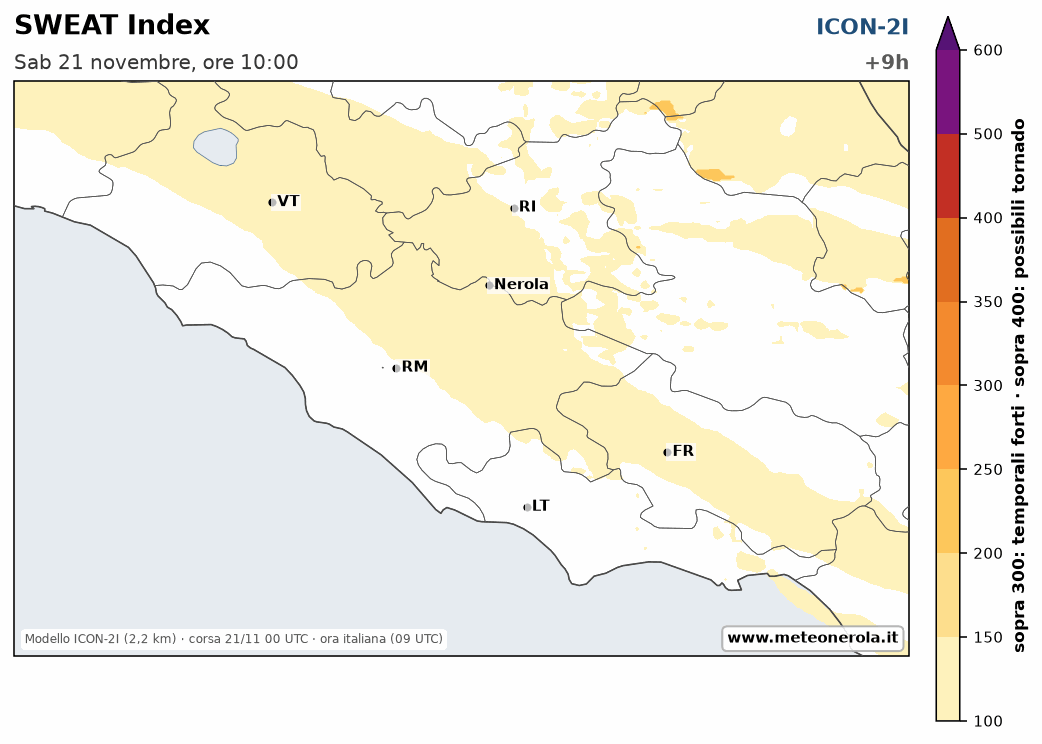 SWEAT Index
ICON-2I
Sab 21 novembre, ore 10:00
+9h
VT
RI
Nerola
RM
FR
LT
Modello ICON-2I (2,2 km) · corsa 21/11 00 UTC · ora italiana (09 UTC)
www.meteonerola.it
600
500
400
350
300
250
200
150
100
sopra 300: temporali forti · sopra 400: possibili tornado